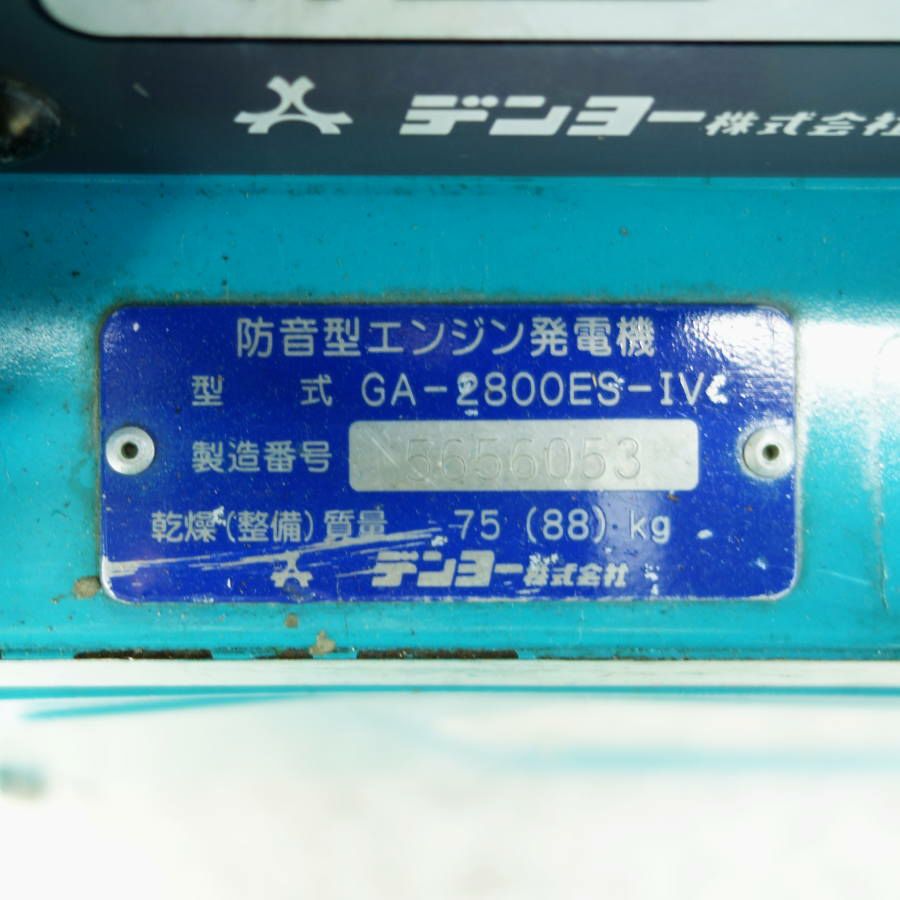 デンヨー株式会社
防音型エンジン発電機
型 式 GA-2800ES-IV
製造番号 5656053
乾燥(整備)質量 75 (88) kg
デンヨー株式会社